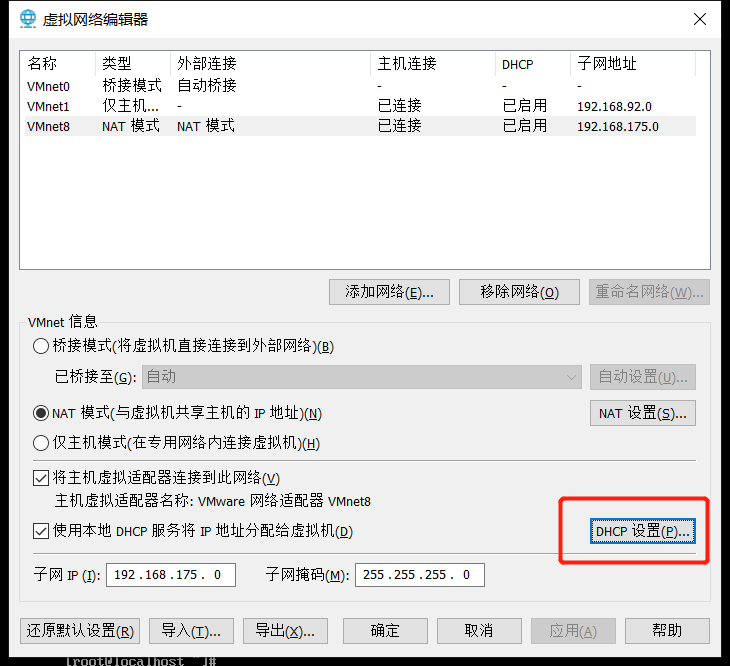 虚拟网络编辑器
名称 类型 外部连接 主机连接 DHCP 子网地址
VMnet0 桥接模式 自动桥接 - - -
VMnet1 仅主机... - 已连接 已启用 192.168.92.0
VMnet8 NAT 模式 NAT 模式 已连接 已启用 192.168.175.0
添加网络(E)... 移除网络(O) 重命名网络(W)...
VMnet 信息
桥接模式(将虚拟机直接连接到外部网络)(B)
已桥接至(G): 自动 自动设置(U)...
NAT 模式(与虚拟机共享主机的 IP 地址)(N) NAT 设置(S)...
仅主机模式(在专用网络内连接虚拟机)(H)
将主机虚拟适配器连接到此网络(V)
主机虚拟适配器名称: VMware 网络适配器 VMnet8
使用本地 DHCP 服务将 IP 地址分配给虚拟机(D) DHCP 设置(P)...
子网 IP (I): 192.168.175. 0 子网掩码(M): 255.255.255. 0
还原默认设置(R) 导入(T)... 导出(X)... 确定 取消 应用(A) 帮助
[root@localhost ~]#